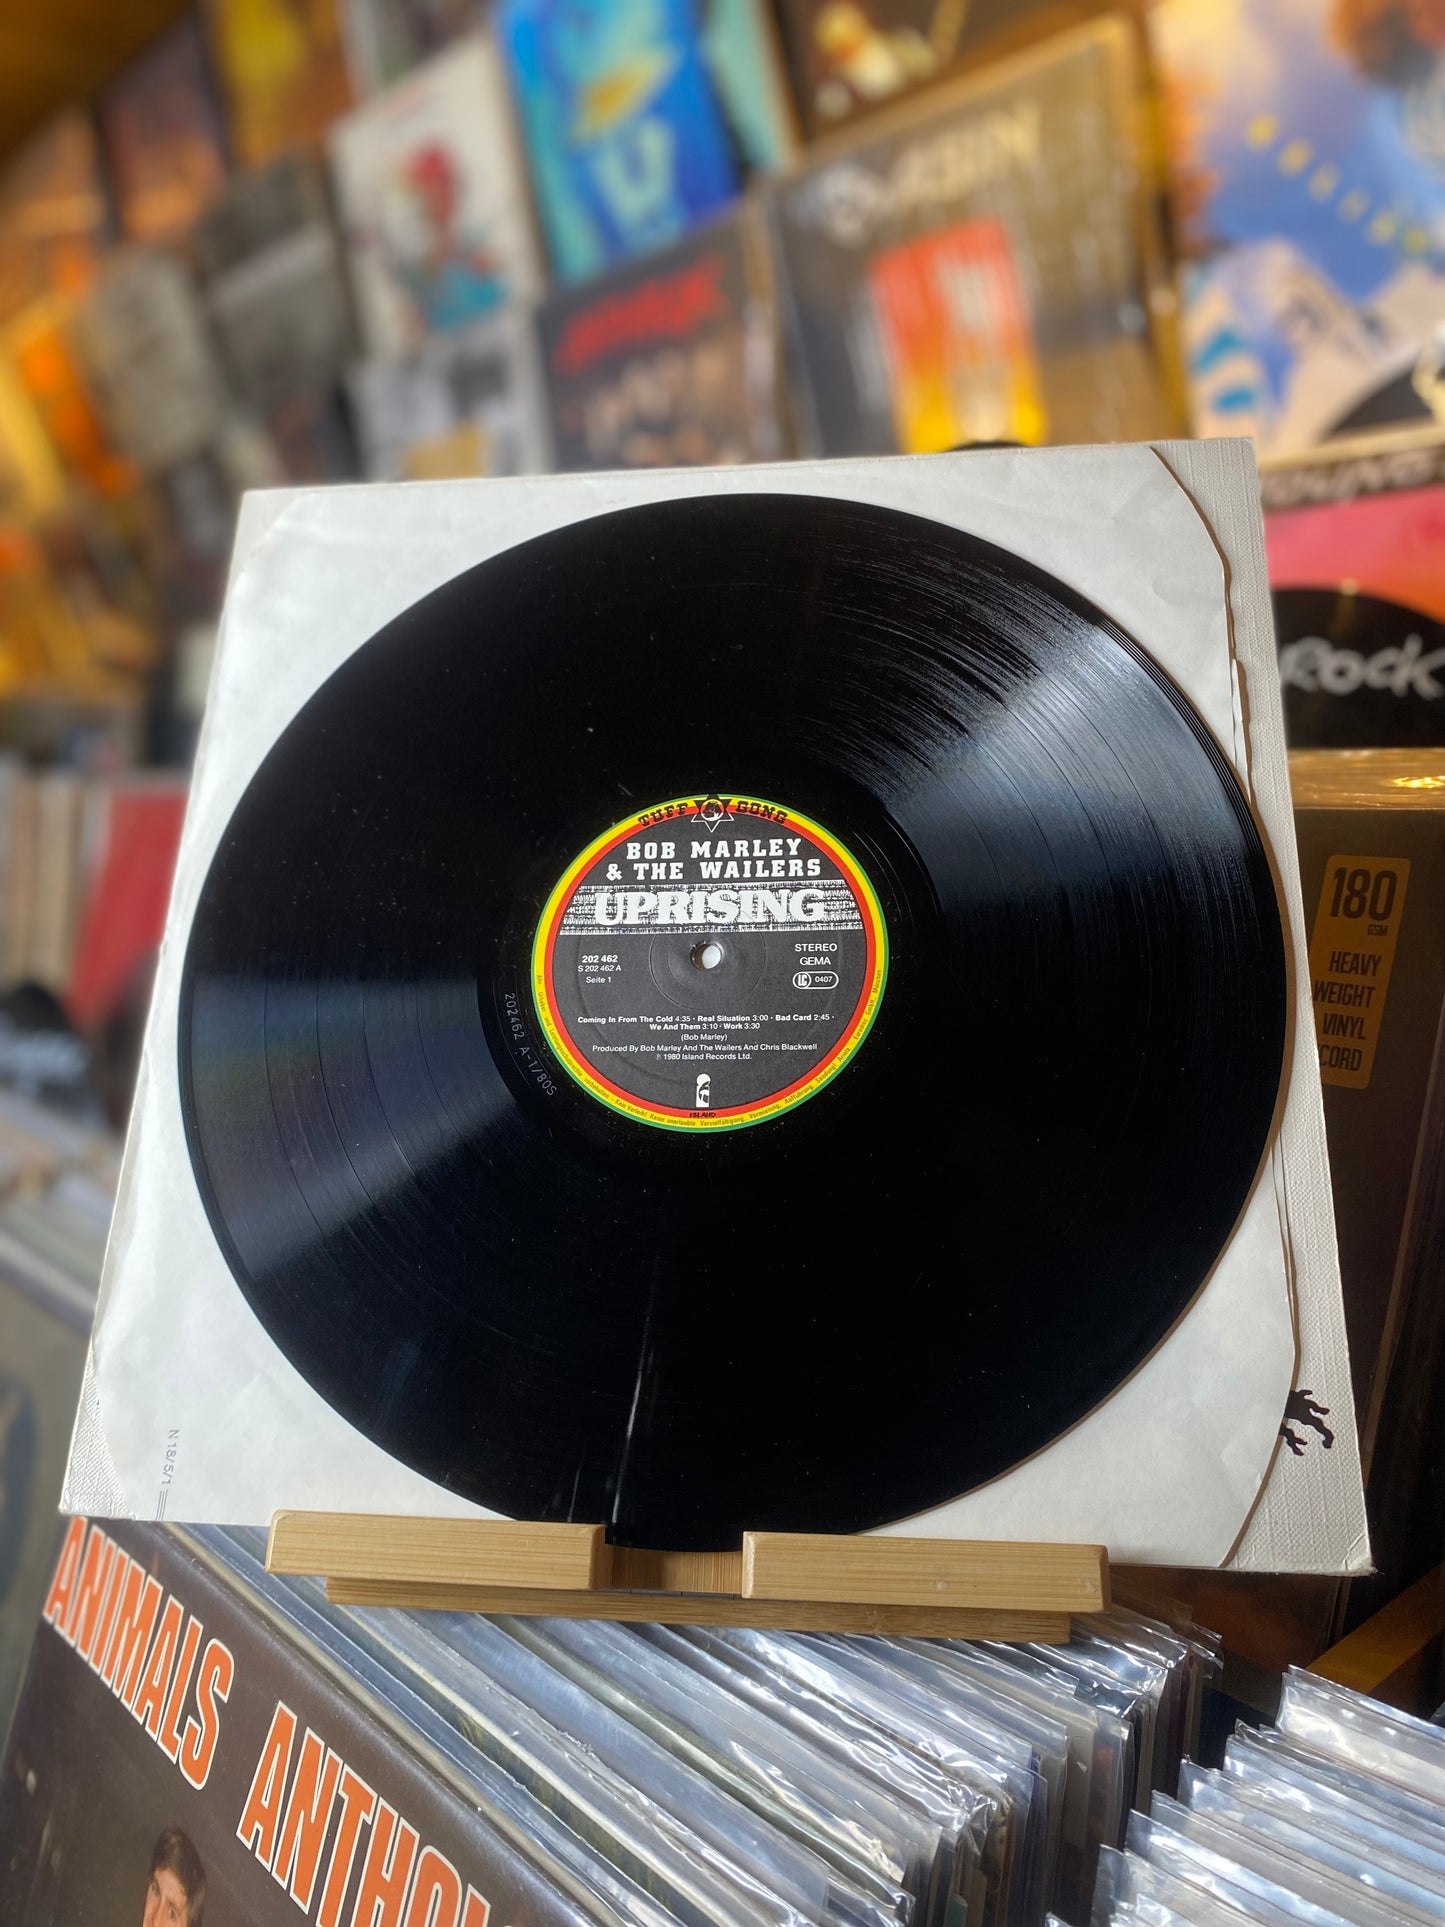 TUFF GONG
BOB MARLEY
& THE WAILERS
UPRISING
202 462
S 202 462 A
Seite 1
STEREO
GEMA
LC 0407
Coming In From The Cold 4:35 · Real Situation 3:00 · Bad Card 2:45 ·
We And Them 3:10 · Work 3:30
(Bob Marley)
Produced By Bob Marley And The Wailers And Chris Blackwell
℗ 1980 Island Records Ltd.
ISLAND
202462 A-1/80S
N 18/5/1
ROCK
180
GSM
HEAVY
WEIGHT
VINYL
CORD
ANIMALS ANTHO